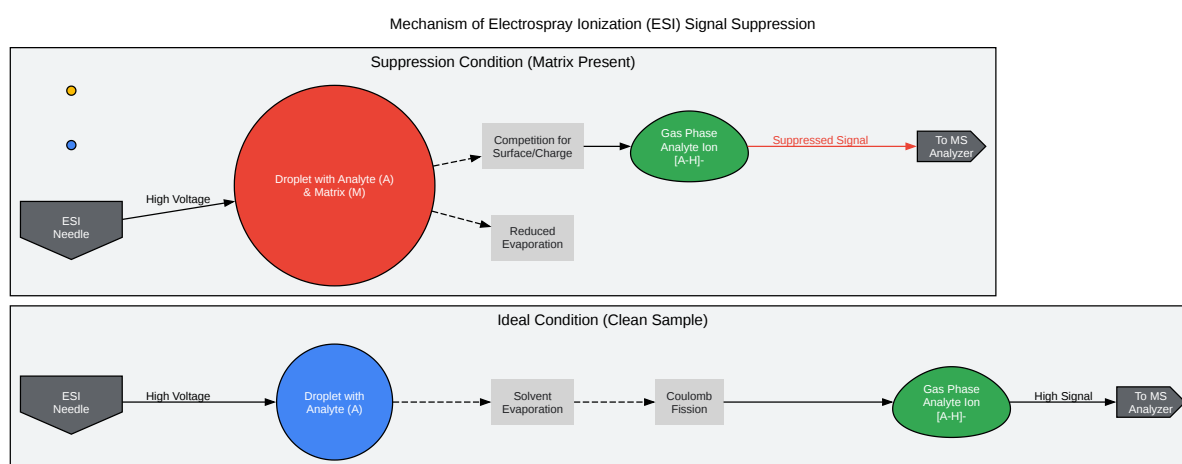 Mechanism of Electrospray Ionization (ESI) Signal Suppression
Suppression Condition (Matrix Present)
ESI
Needle
High Voltage
Droplet with Analyte (A)
& Matrix (M)
Competition for
Surface/Charge
Reduced
Evaporation
Gas Phase
Analyte Ion
[A-H]-
Suppressed Signal
To MS
Analyzer
Ideal Condition (Clean Sample)
ESI
Needle
High Voltage
Droplet with
Analyte (A)
Solvent
Evaporation
Coulomb
Fission
Gas Phase
Analyte Ion
[A-H]-
High Signal
To MS
Analyzer